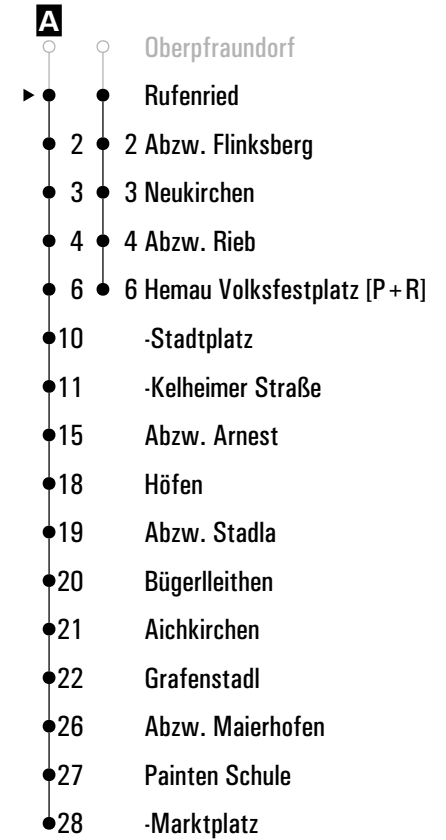 A
Oberpfraundorf
Rufenried
2 2 Abzw. Flinksberg
3 3 Neukirchen
4 4 Abzw. Rieb
6 6 Hemau Volksfestplatz [P+R]
10 -Stadtplatz
11 -Kelheimer Straße
15 Abzw. Arnest
18 Höfen
19 Abzw. Stadla
20 Bügerlleithen
21 Aichkirchen
22 Grafenstadl
26 Abzw. Maierhofen
27 Painten Schule
28 -Marktplatz